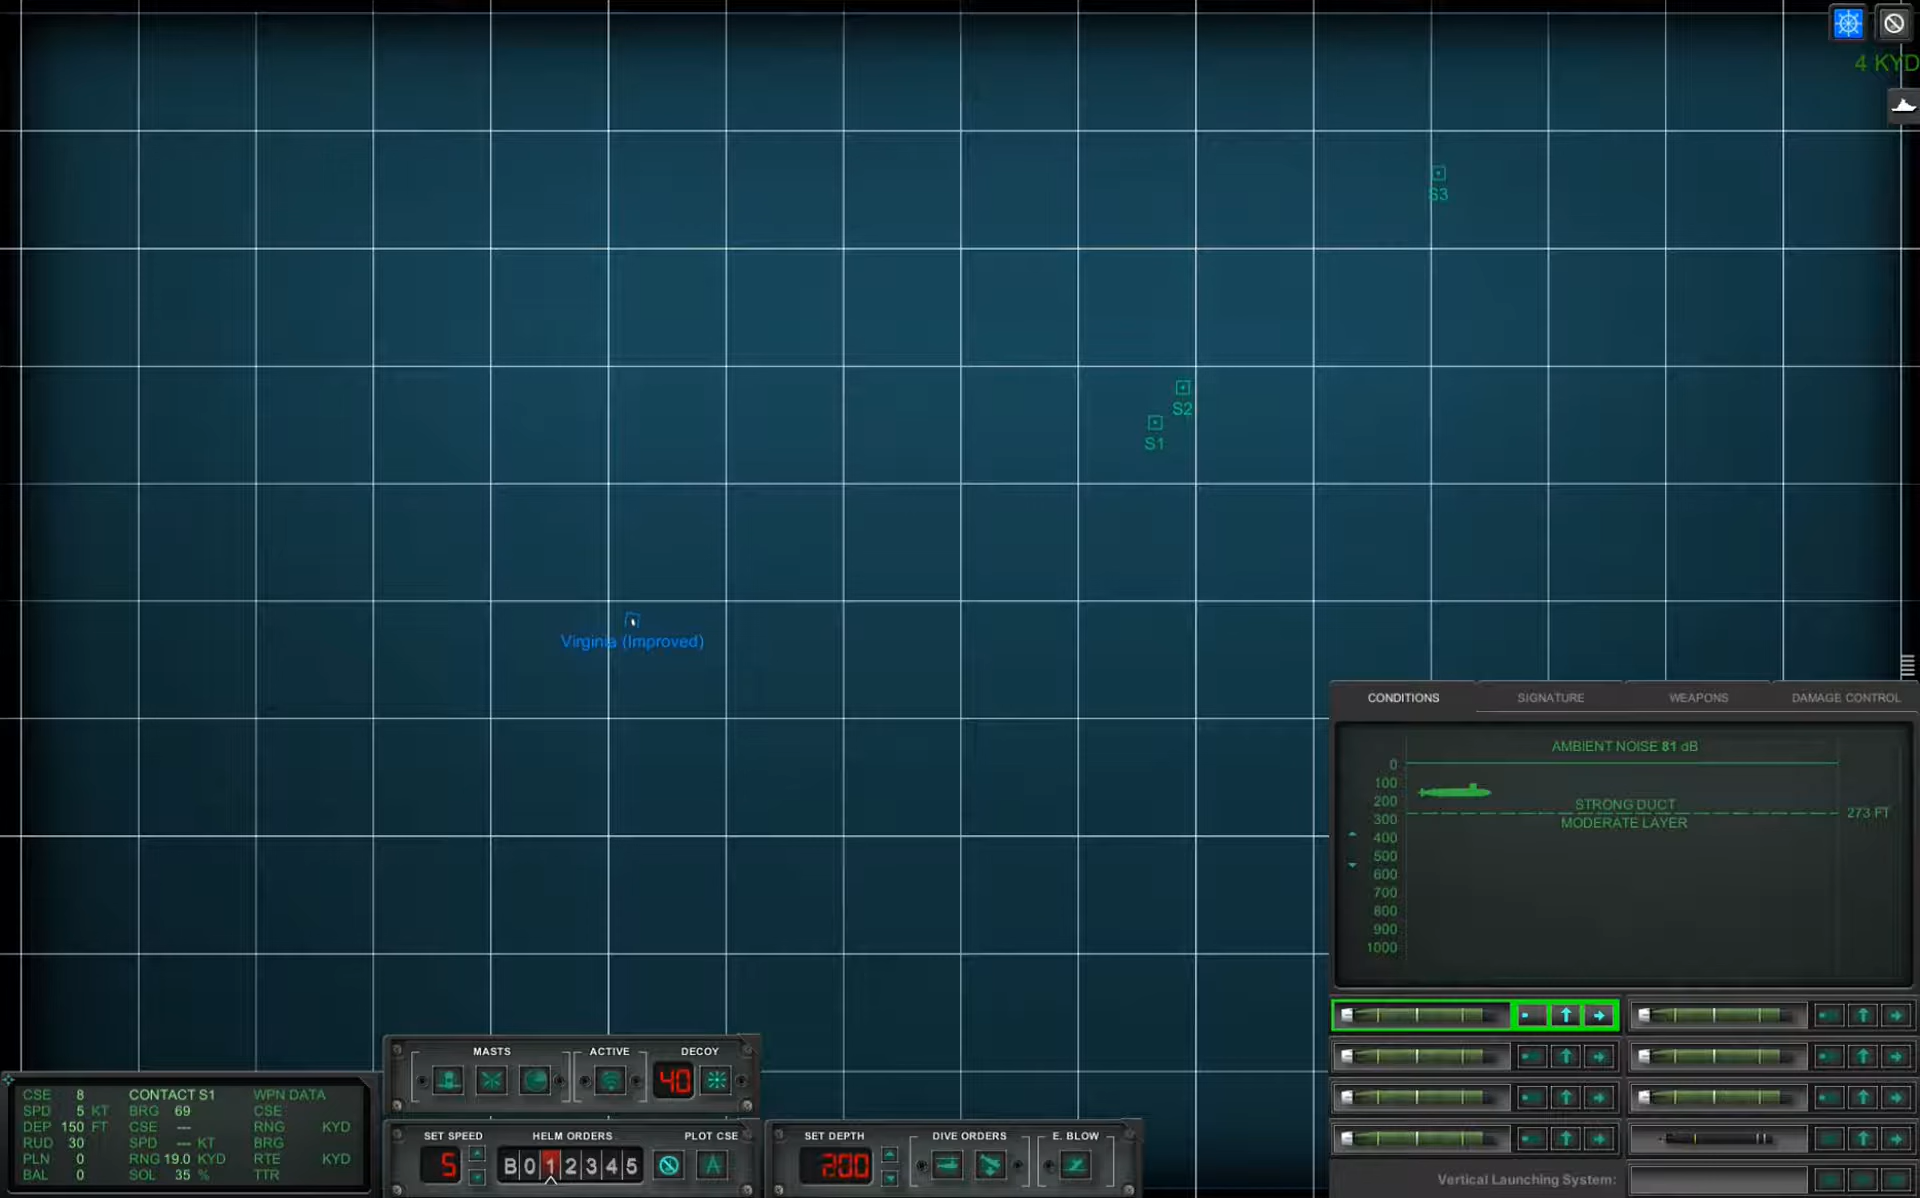 4 KYD
S3
S2
S1
Virginia (Improved)
CONDITIONS SIGNATURE WEAPONS DAMAGE CONTROL
AMBIENT NOISE 81 dB
0
100
200
300
400
500
600
700
800
900
1000
STRONG DUCT
273 FT
MODERATE LAYER
MASTS ACTIVE DECOY
40
CSE 8 CONTACT S1 WPN DATA
SPD 5 KT BRG 69 CSE
DEP 150 FT CSE --- RNG KYD
RUD 30 SPD --- KT BRG
PLN 0 RNG 19.0 KYD RTE KYD
BAL 0 SOL 35 % TTR
SET SPEED HELM ORDERS PLOT CSE
5 B 0 1 2 3 4 5
SET DEPTH DIVE ORDERS E. BLOW
200
Vertical Launching System: